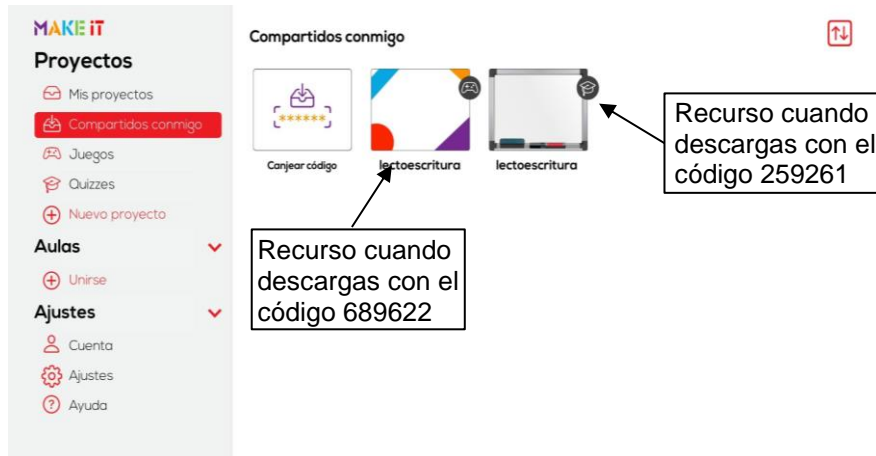 MAKE iT
Proyectos
Mis proyectos
Compartidos conmigo
Juegos
Quizzes
Nuevo proyecto
Aulas
Unirse
Ajustes
Cuenta
Ajustes
Ayuda
Compartidos conmigo
******
Canjear código
lectoescritura
lectoescritura
Recurso cuando
descargas con el
código 259261
Recurso cuando
descargas con el
código 689622